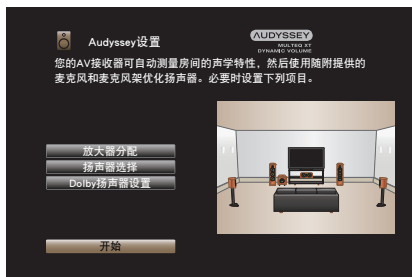 Audyssey设置
AUDYSSEY
MULTEQ XT
DYNAMIC VOLUME
您的AV接收器可自动测量房间的声学特性，然后使用随附提供的
麦克风和麦克风架优化扬声器。必要时设置下列项目。
放大器分配
扬声器选择
Dolby扬声器设置
开始